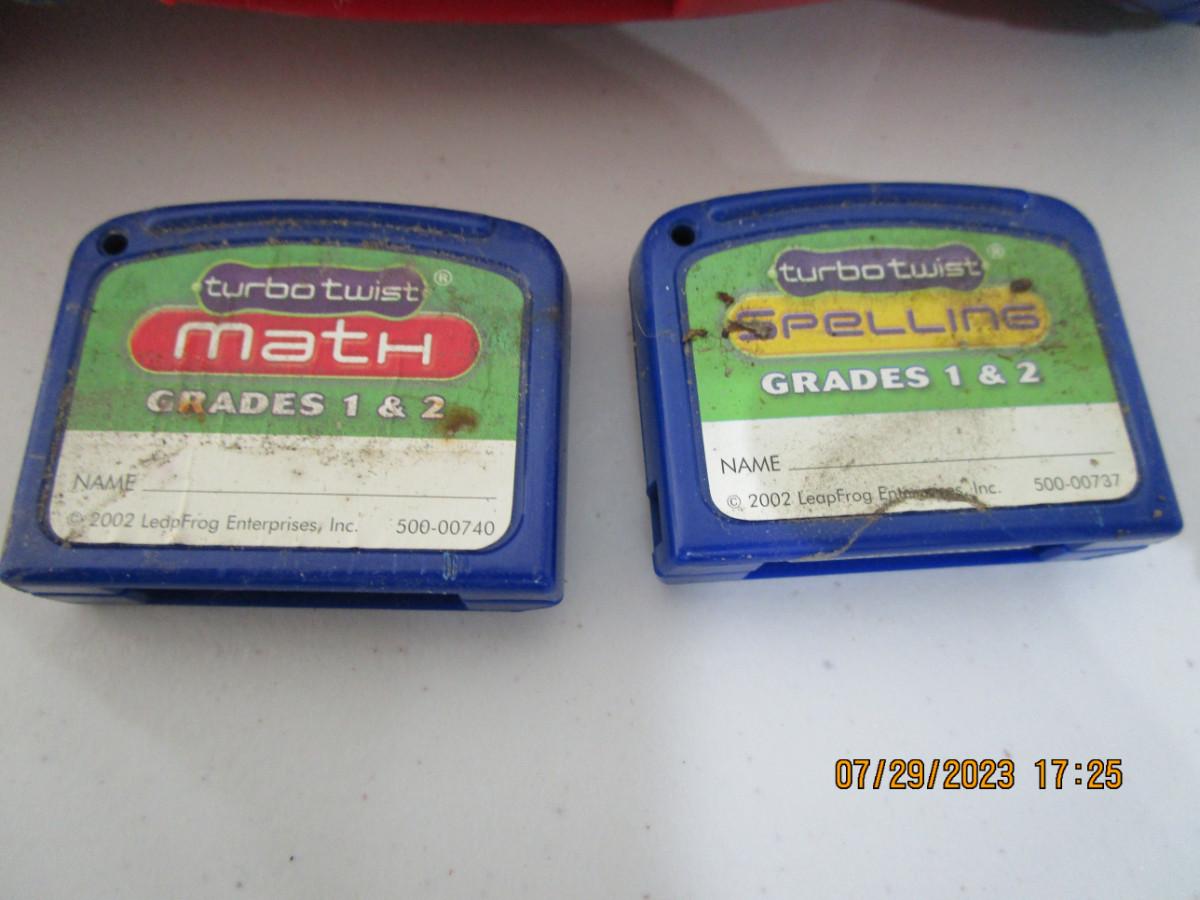 turbo twist ®
math
GRADES 1 & 2
NAME
© 2002 LeapFrog Enterprises, Inc. 500-00740
turbo twist ®
SPELLING
GRADES 1 & 2
NAME
© 2002 LeapFrog Enterprises, Inc. 500-00737
07/29/2023 17:25